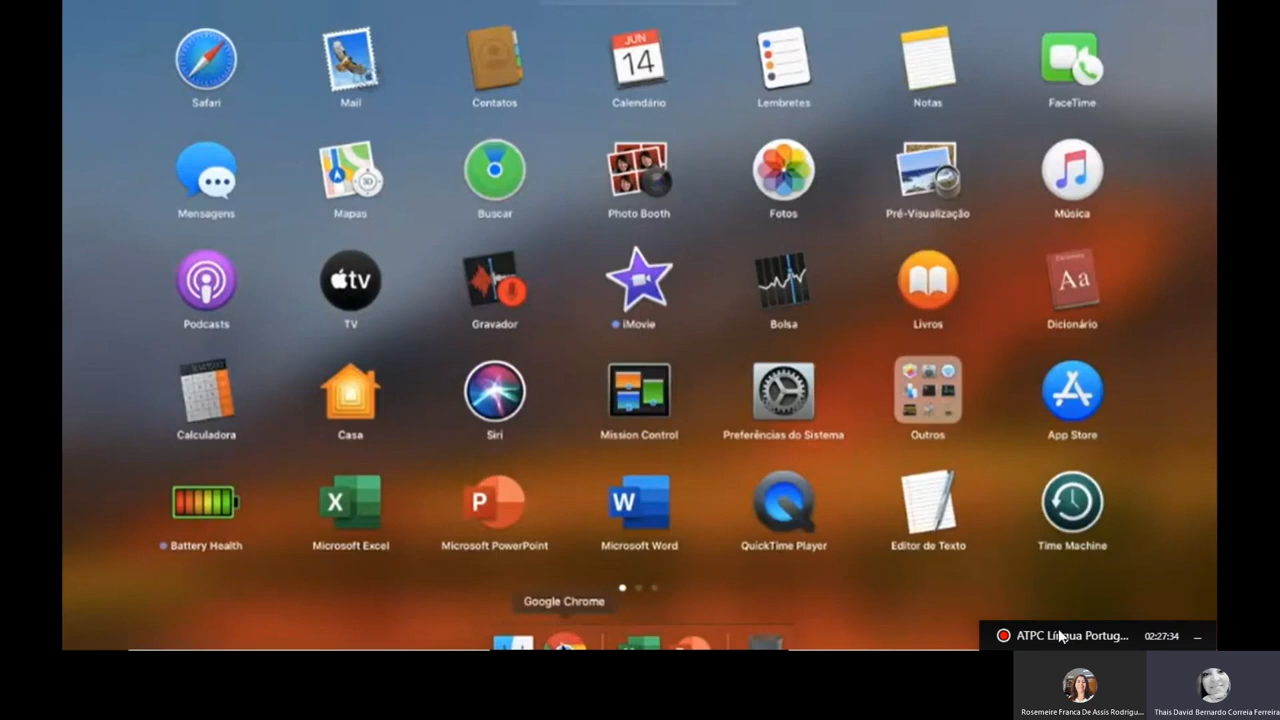 Safari
Mail
Contatos
JUN
14
Calendário
Lembretes
Notas
FaceTime
Mensagens
3D
Mapas
Buscar
Photo Booth
Fotos
Pré-Visualização
Música
Podcasts
tv
TV
Gravador
iMovie
Bolsa
Livros
Dicionário
Aa
Dicionário
Calculadora
Casa
Siri
Mission Control
Preferências do Sistema
Outros
App Store
Battery Health
X
Microsoft Excel
P
Microsoft PowerPoint
W
Microsoft Word
QuickTime Player
Editor de Texto
Time Machine
Google Chrome
ATPC Língua Portug... 02:27:34
Rosemeire Franca De Assis Rodrigu...
Thais David Bernardo Correia Ferreira